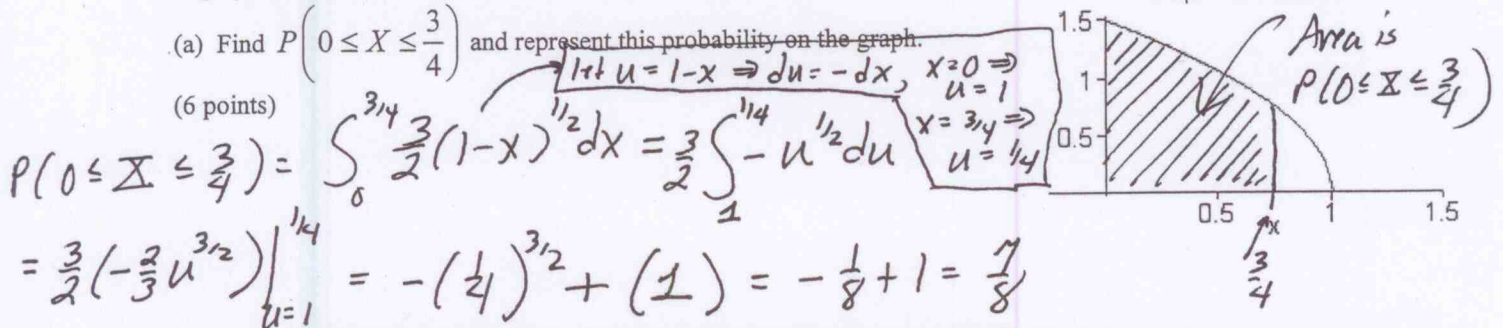 (a) Find P(0 ≤ X ≤ 3/4) and represent this probability on the graph.
(6 points)
let u = 1-x ⇒ du = -dx, x=0 ⇒
u = 1
x = 3/4 ⇒
u = 1/4
P(0 ≤ X ≤ 3/4) = ∫_0^{3/4} 3/2 (1-x)^{1/2} dx = 3/2 ∫_1^{1/4} -u^{1/2} du
= 3/2 (-2/3 u^{3/2}) |_{u=1}^{1/4} = -(1/4)^{3/2} + (1) = -1/8 + 1 = 7/8
1.5
1
0.5
0.5
1
1.5
x
3/4
Area is
P(0 ≤ X ≤ 3/4)